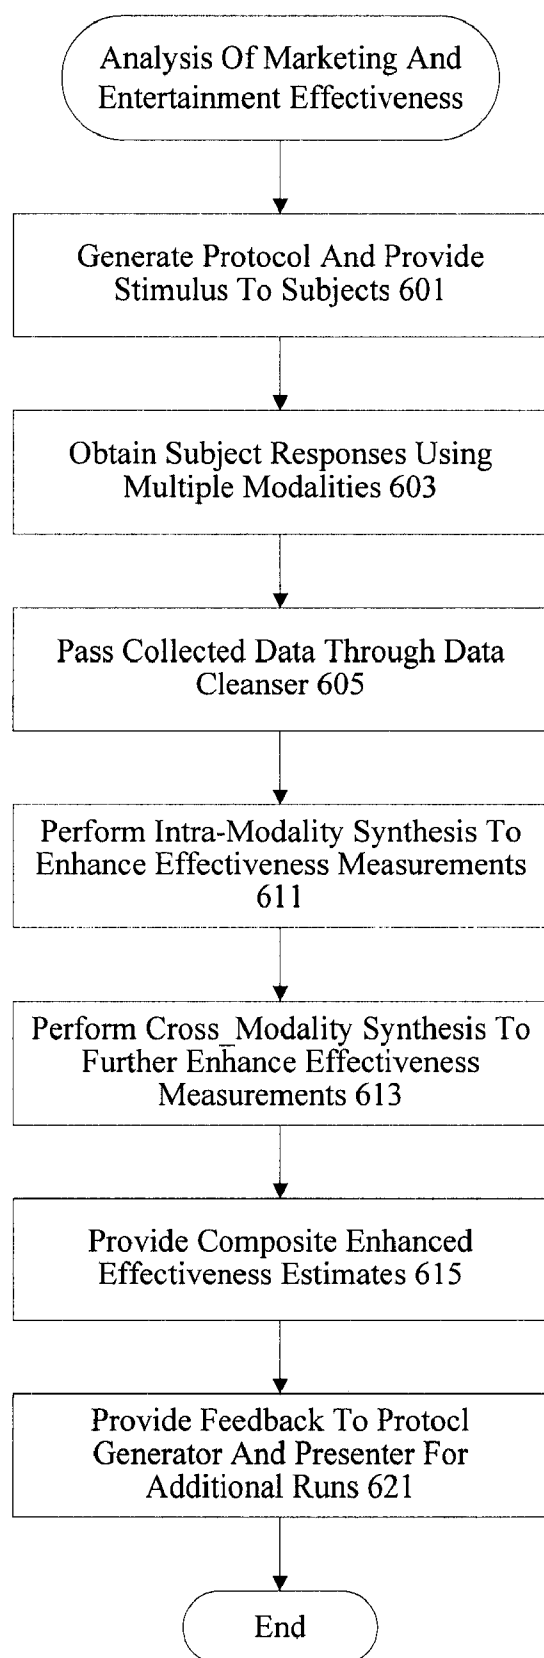 Analysis Of Marketing And
Entertainment Effectiveness
Generate Protocol And Provide
Stimulus To Subjects 601
Obtain Subject Responses Using
Multiple Modalities 603
Pass Collected Data Through Data
Cleanser 605
Perform Intra-Modality Synthesis To
Enhance Effectiveness Measurements
611
Perform Cross_Modality Synthesis To
Further Enhance Effectiveness
Measurements 613
Provide Composite Enhanced
Effectiveness Estimates 615
Provide Feedback To Protocl
Generator And Presenter For
Additional Runs 621
End